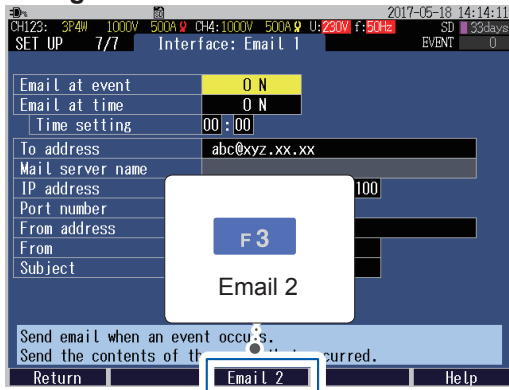 2017-05-18 14:14:11
CH123: 3P4W 1000V 500A CH4:1000V 500A U:230V f:50Hz SD 33days
SET UP 7/7 Interface: Email 1 EVENT 0
Email at event ON
Email at time ON
Time setting 00:00
To address abc@xyz.xx.xx
Mail server name
IP address 100
Port number
From address
From
Subject
F3
Email 2
Send email when an event occurs.
Send the contents of th curred.
Return Email 2 Help